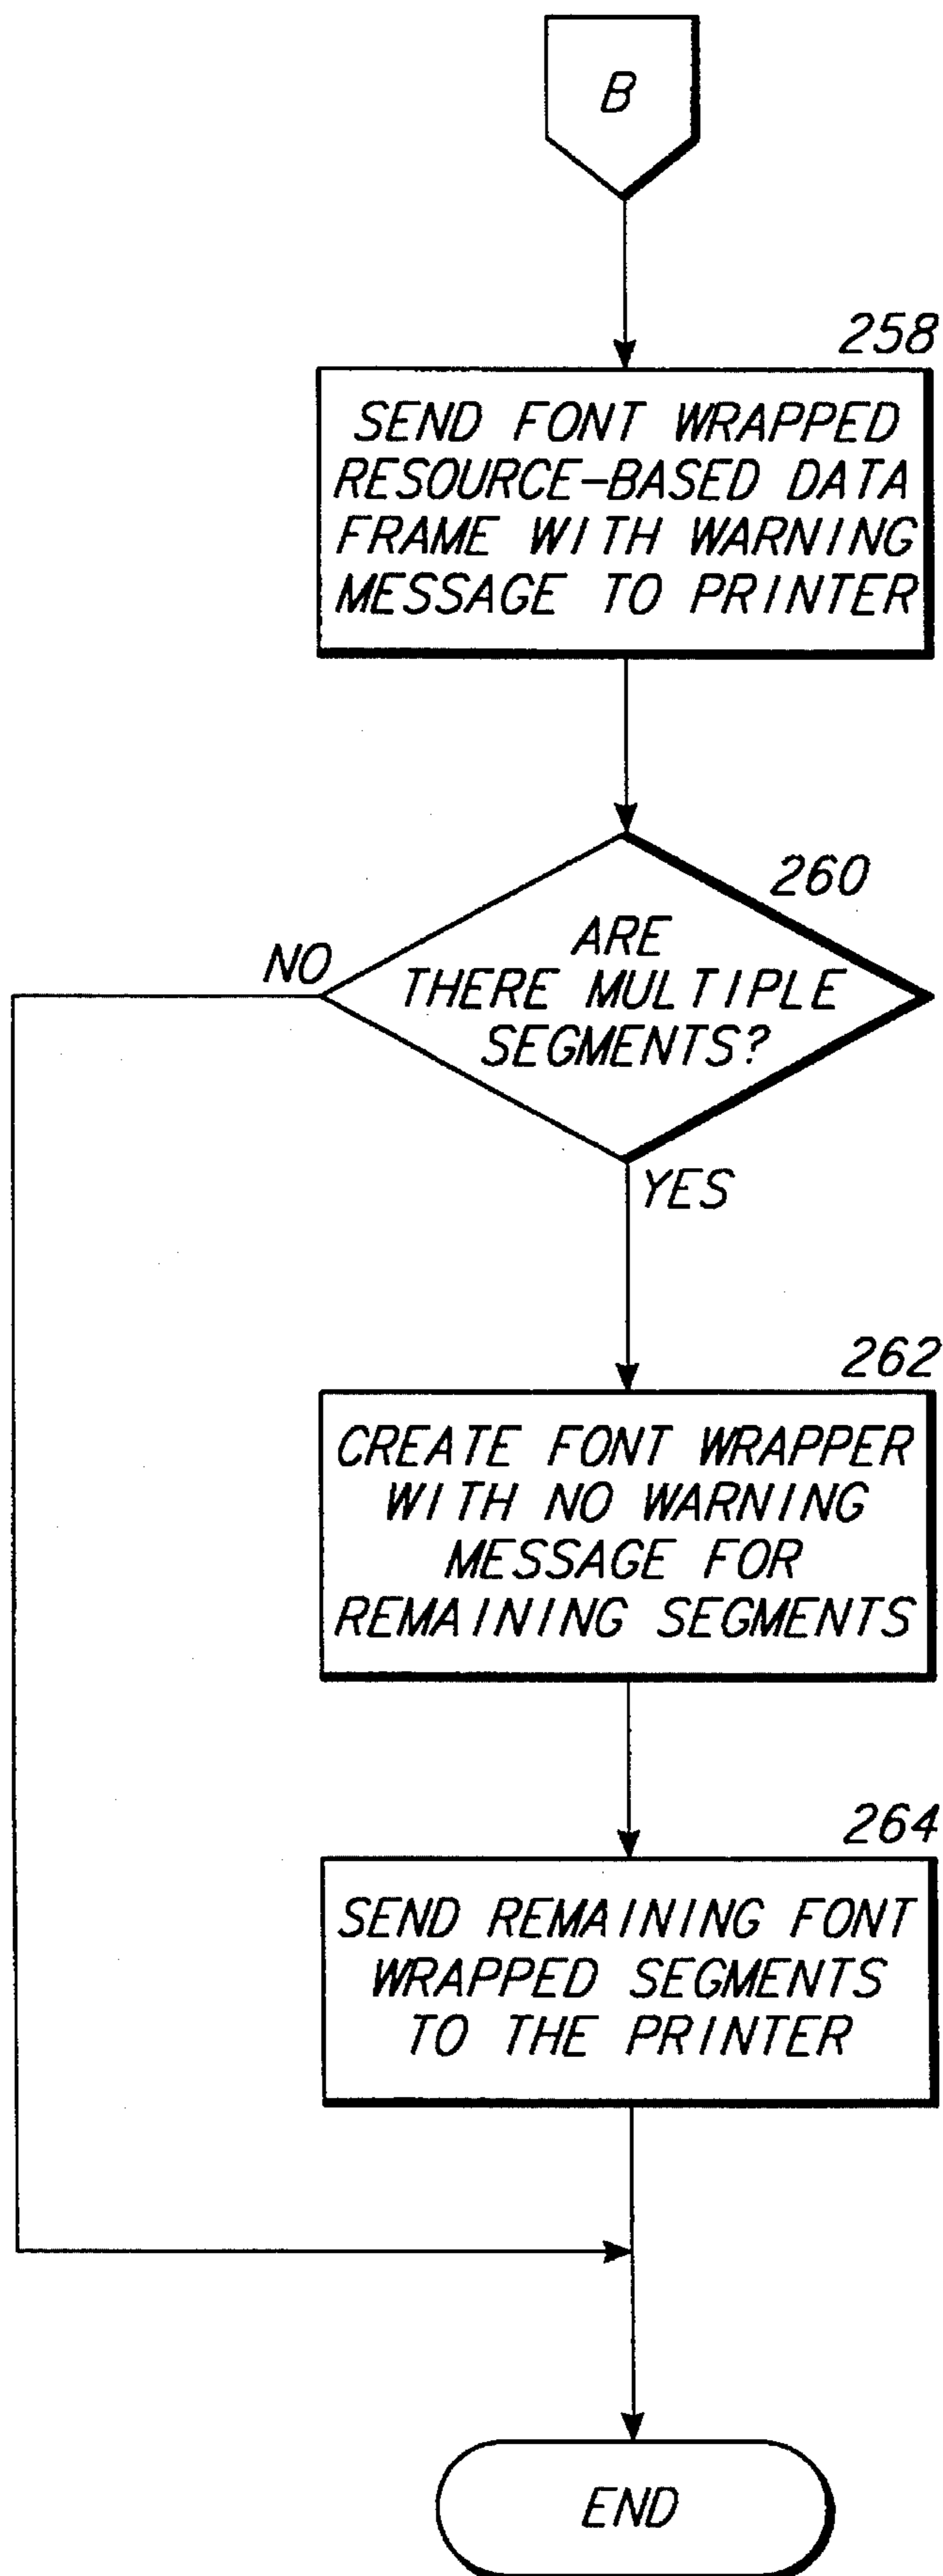 B
258
SEND FONT WRAPPED
RESOURCE-BASED DATA
FRAME WITH WARNING
MESSAGE TO PRINTER
260
NO
ARE
THERE MULTIPLE
SEGMENTS?
YES
262
CREATE FONT WRAPPER
WITH NO WARNING
MESSAGE FOR
REMAINING SEGMENTS
264
SEND REMAINING FONT
WRAPPED SEGMENTS
TO THE PRINTER
END